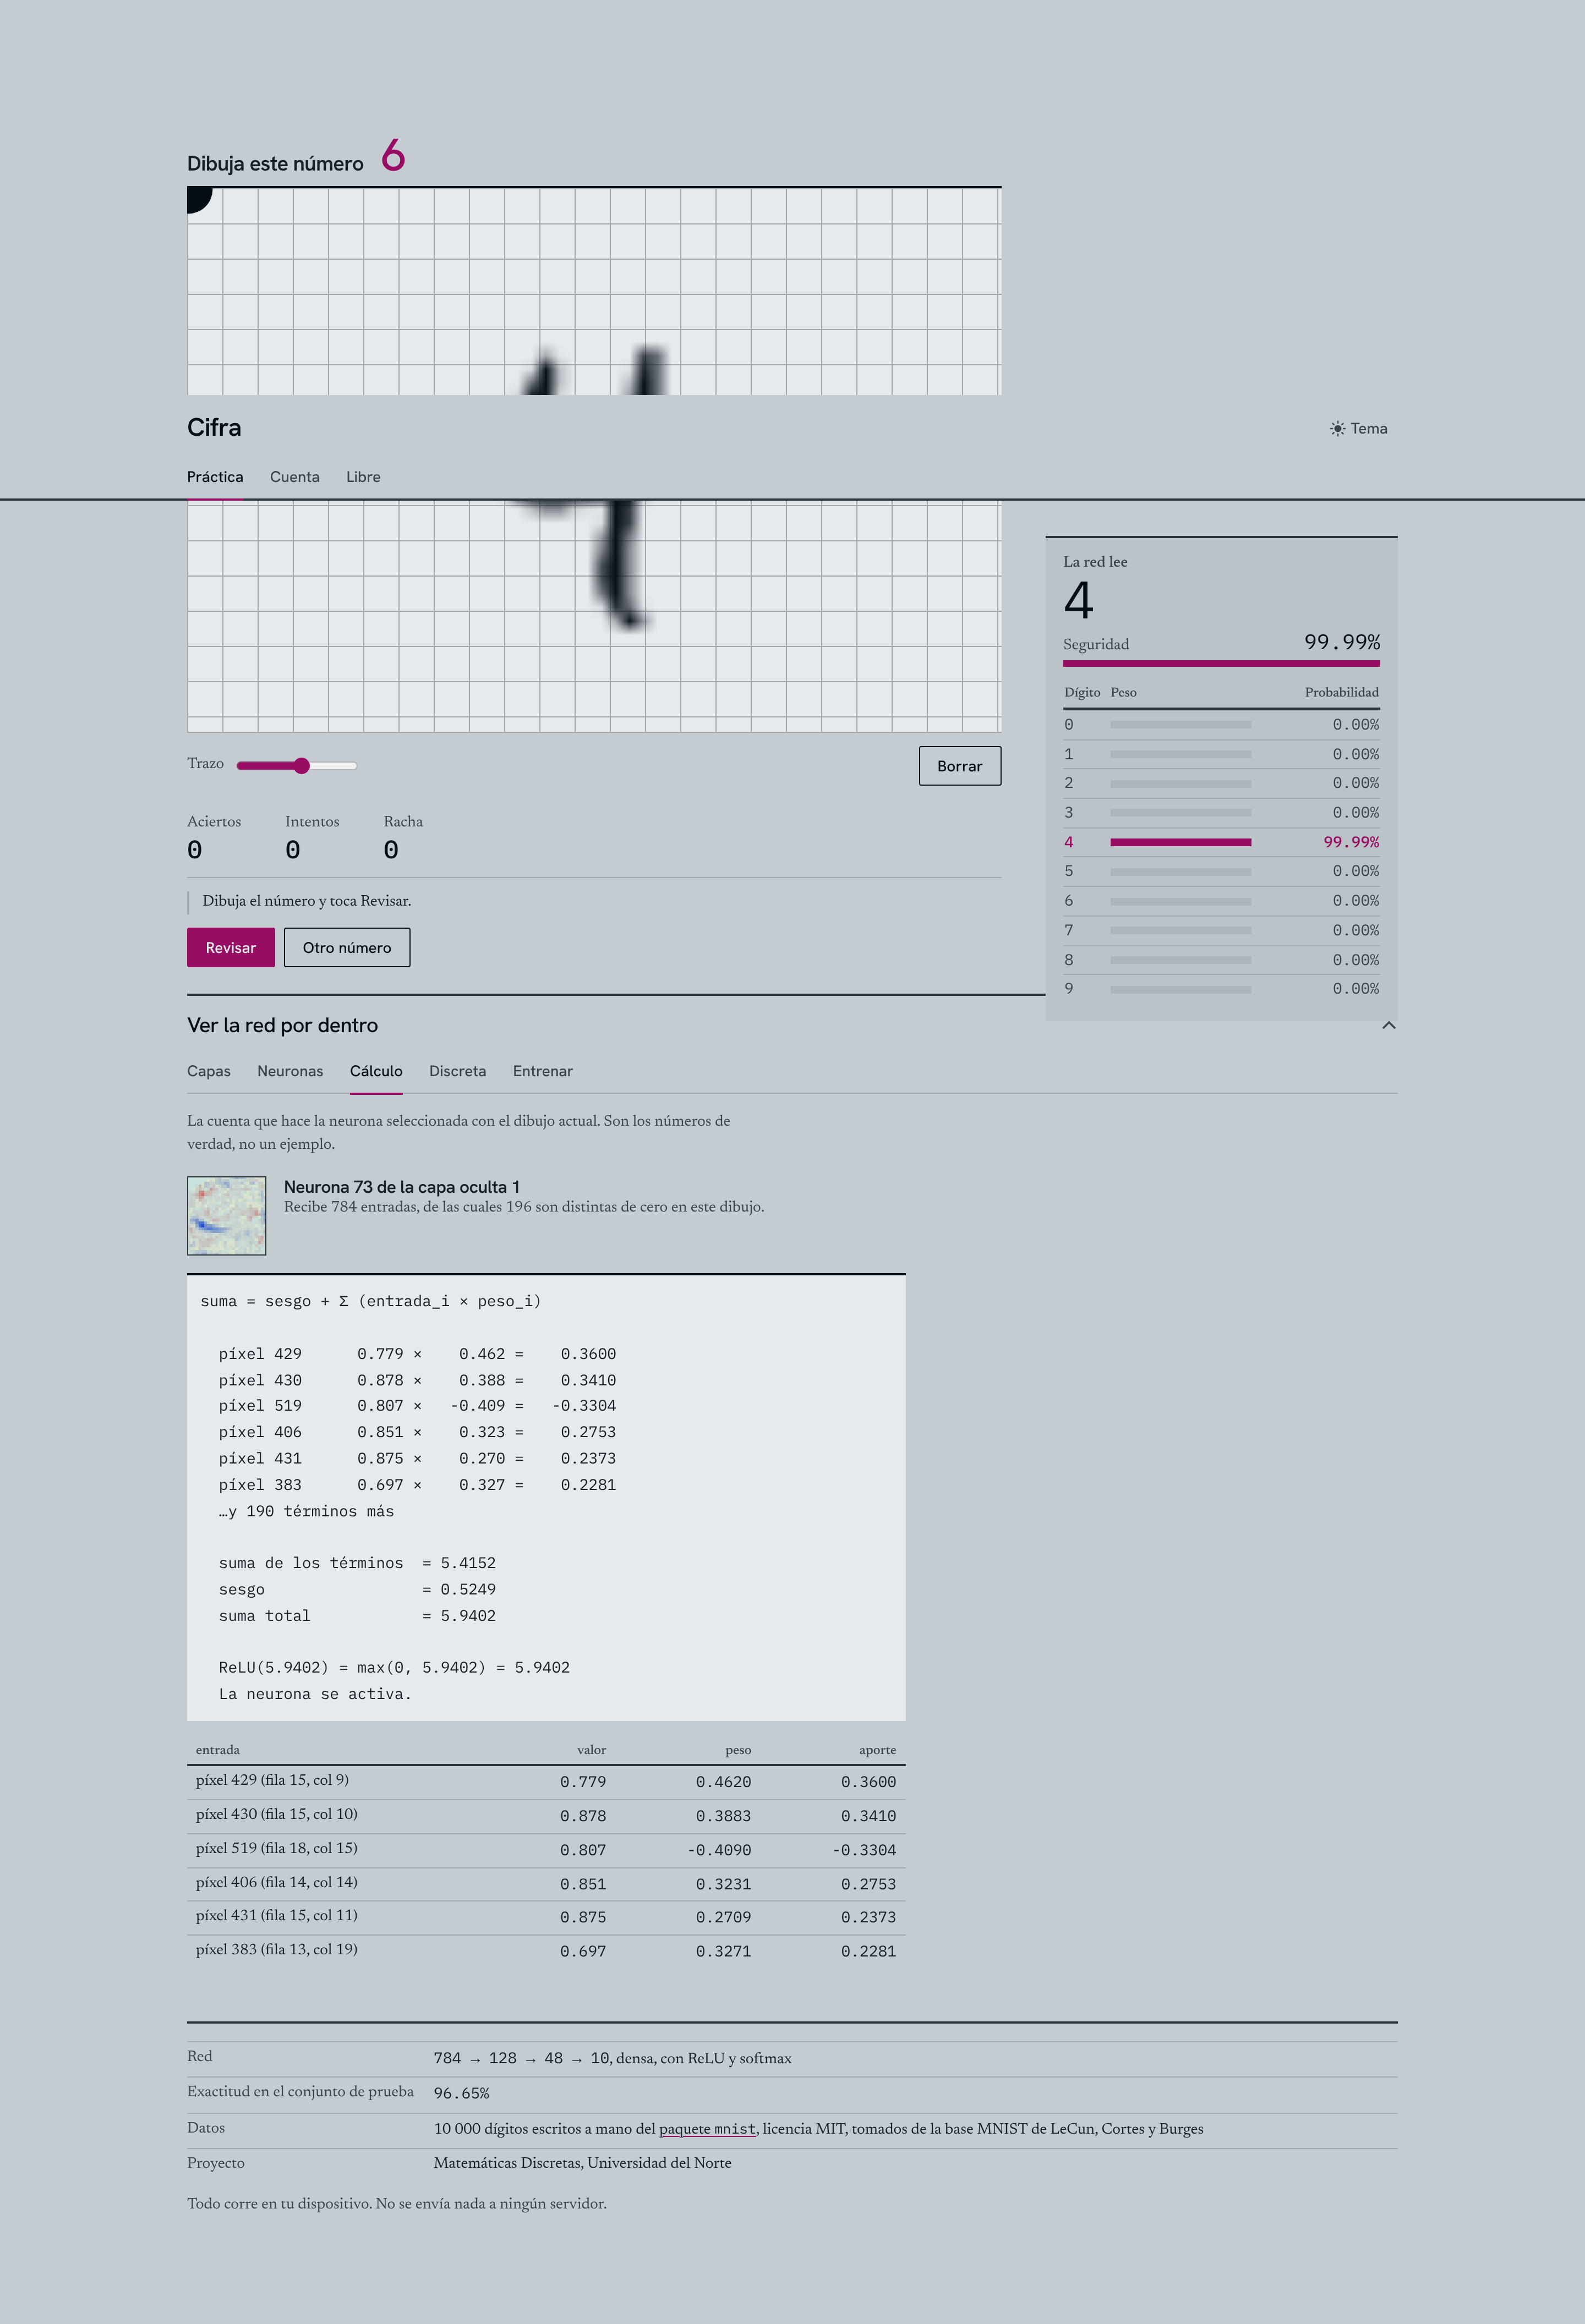 Dibuja este número 6
Cifra
Tema
Práctica Cuenta Libre
La red lee
4
Seguridad 99.99%
Dígito Peso Probabilidad
0 0.00%
1 0.00%
2 0.00%
3 0.00%
4 99.99%
5 0.00%
6 0.00%
7 0.00%
8 0.00%
9 0.00%
Trazo
Borrar
Aciertos Intentos Racha
0 0 0
Dibuja el número y toca Revisar.
Revisar Otro número
Ver la red por dentro
Capas Neuronas Cálculo Discreta Entrenar
La cuenta que hace la neurona seleccionada con el dibujo actual. Son los números de
verdad, no un ejemplo.
Neurona 73 de la capa oculta 1
Recibe 784 entradas, de las cuales 196 son distintas de cero en este dibujo.
suma = sesgo + Σ (entrada_i × peso_i)
píxel 429 0.779 × 0.462 = 0.3600
píxel 430 0.878 × 0.388 = 0.3410
píxel 519 0.807 × -0.409 = -0.3304
píxel 406 0.851 × 0.323 = 0.2753
píxel 431 0.875 × 0.270 = 0.2373
píxel 383 0.697 × 0.327 = 0.2281
…y 190 términos más
suma de los términos = 5.4152
sesgo = 0.5249
suma total = 5.9402
ReLU(5.9402) = max(0, 5.9402) = 5.9402
La neurona se activa.
entrada valor peso aporte
píxel 429 (fila 15, col 9) 0.779 0.4620 0.3600
píxel 430 (fila 15, col 10) 0.878 0.3883 0.3410
píxel 519 (fila 18, col 15) 0.807 -0.4090 -0.3304
píxel 406 (fila 14, col 14) 0.851 0.3231 0.2753
píxel 431 (fila 15, col 11) 0.875 0.2709 0.2373
píxel 383 (fila 13, col 19) 0.697 0.3271 0.2281
Red 784 → 128 → 48 → 10, densa, con ReLU y softmax
Exactitud en el conjunto de prueba 96.65%
Datos 10 000 dígitos escritos a mano del paquete mnist, licencia MIT, tomados de la base MNIST de LeCun, Cortes y Burges
Proyecto Matemáticas Discretas, Universidad del Norte
Todo corre en tu dispositivo. No se envía nada a ningún servidor.